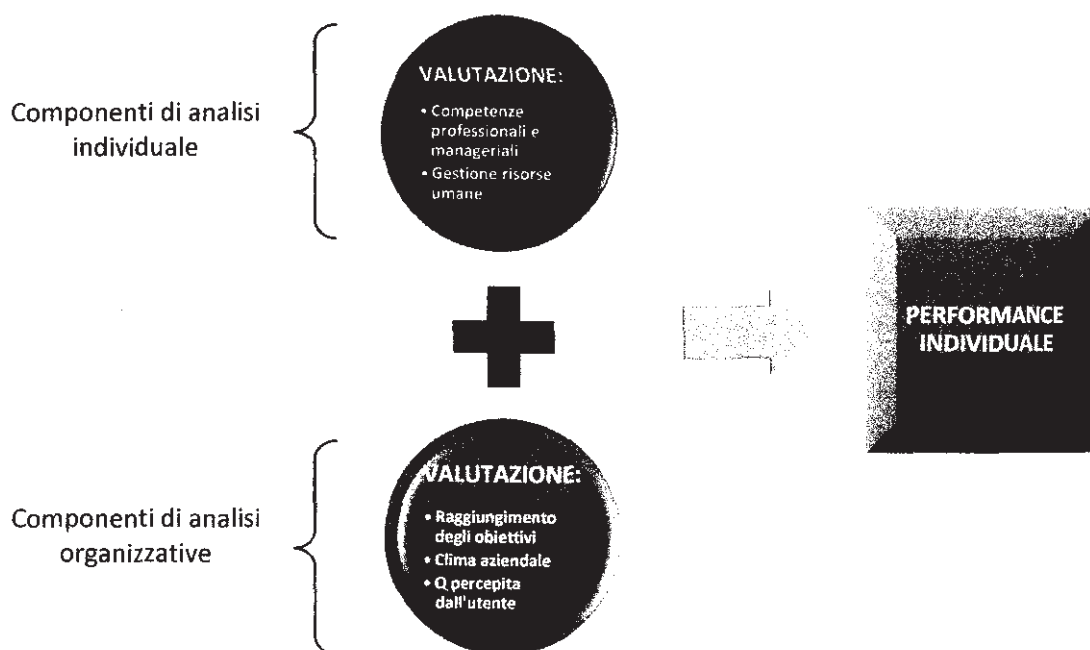 Componenti di analisi
individuale
VALUTAZIONE:
• Competenze
professionali e
manageriali
• Gestione risorse
umane
PERFORMANCE
INDIVIDUALE
Componenti di analisi
organizzative
VALUTAZIONE:
• Raggiungimento
degli obiettivi
• Clima aziendale
• Q percepita
dall'utente